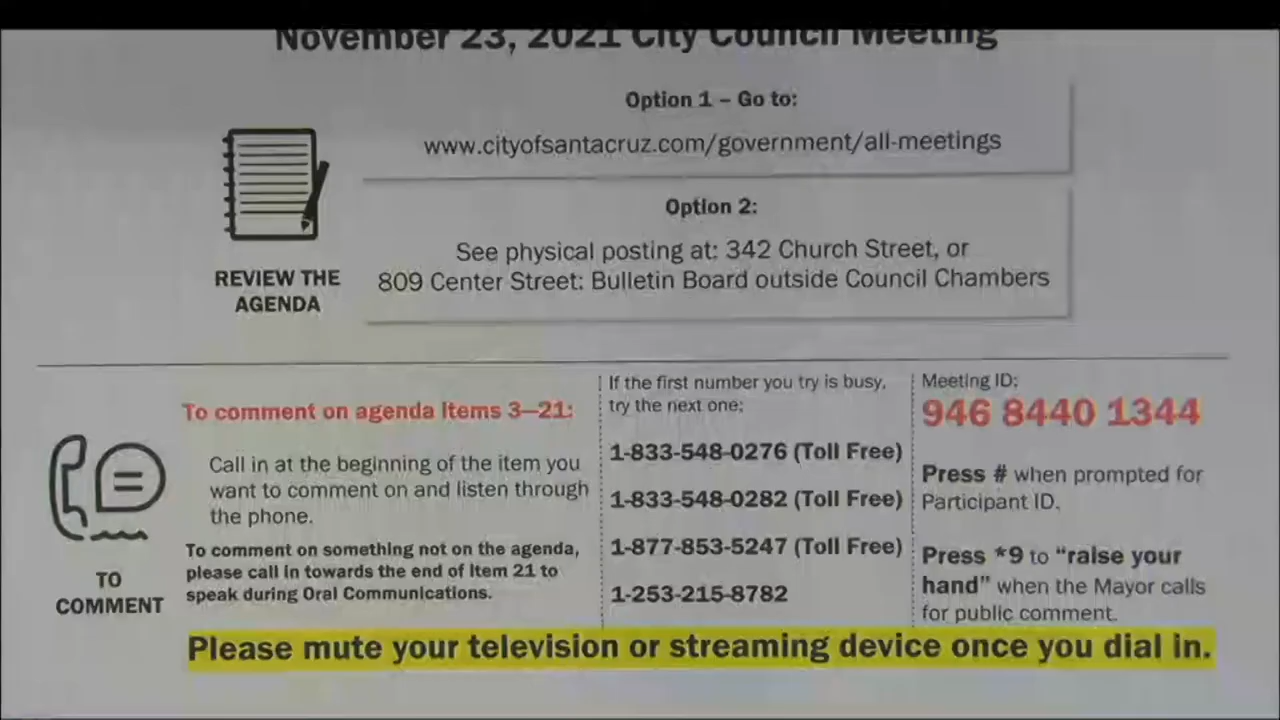 November 23, 2021 City Council Meeting
Option 1 – Go to:
www.cityofsantacruz.com/government/all-meetings
Option 2:
See physical posting at: 342 Church Street, or
809 Center Street: Bulletin Board outside Council Chambers
REVIEW THE
AGENDA
To comment on agenda Items 3–21:
Call in at the beginning of the item you
want to comment on and listen through
the phone.
To comment on something not on the agenda,
please call in towards the end of Item 21 to
speak during Oral Communications.
TO
COMMENT
If the first number you try is busy,
try the next one:
1-833-548-0276 (Toll Free)
1-833-548-0282 (Toll Free)
1-877-853-5247 (Toll Free)
1-253-215-8782
Meeting ID:
946 8440 1344
Press # when prompted for
Participant ID.
Press *9 to “raise your
hand” when the Mayor calls
for public comment.
Please mute your television or streaming device once you dial in.